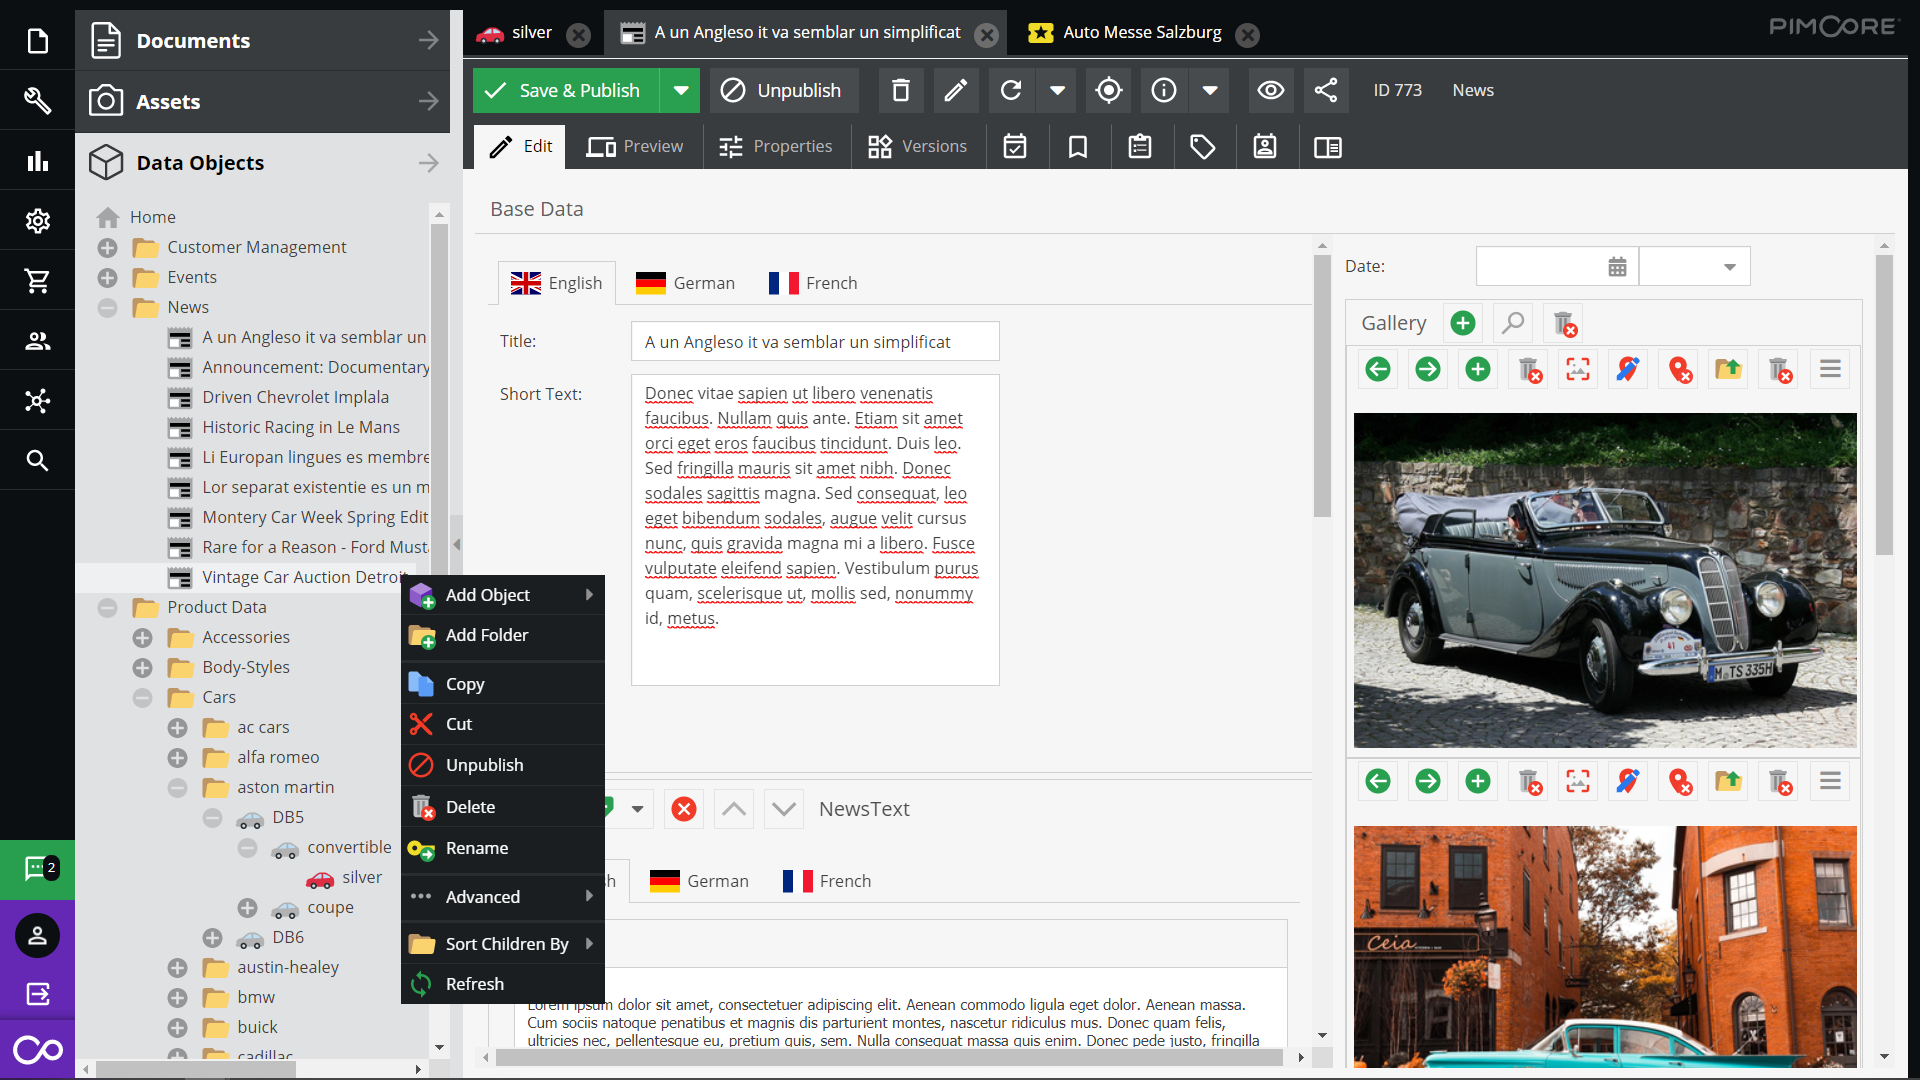 Documents
Assets
Data Objects
Home
Customer Management
Events
News
A un Angleso it va semblar un
Announcement: Documentary
Driven Chevrolet Implala
Historic Racing in Le Mans
Li Europan lingues es membre
Lor separat existentie es un m
Montery Car Week Spring Edit
Rare for a Reason - Ford Must
Vintage Car Auction Detroit
Product Data
Accessories
Body-Styles
Cars
ac cars
alfa romeo
aston martin
DB5
convertible
silver
coupe
DB6
austin-healey
bmw
buick
cadillac
2
Add Object
Add Folder
Copy
Cut
Unpublish
Delete
Rename
Advanced
Sort Children By
Refresh
silver
A un Angleso it va semblar un simplificat
Auto Messe Salzburg
PIMCORE
Save & Publish
Unpublish
ID 773
News
Edit
Preview
Properties
Versions
Base Data
English
German
French
Title:
A un Angleso it va semblar un simplificat
Short Text:
Donec vitae sapien ut libero venenatis
faucibus. Nullam quis ante. Etiam sit amet
orci eget eros faucibus tincidunt. Duis leo.
Sed fringilla mauris sit amet nibh. Donec
sodales sagittis magna. Sed consequat, leo
eget bibendum sodales, augue velit cursus
nunc, quis gravida magna mi a libero. Fusce
vulputate eleifend sapien. Vestibulum purus
quam, scelerisque ut, mollis sed, nonummy
id, metus.
NewsText
sh
German
French
Lorem ipsum dolor sit amet, consectetuer adipiscing elit. Aenean commodo ligula eget dolor. Aenean massa.
Cum sociis natoque penatibus et magnis dis parturient montes, nascetur ridiculus mus. Donec quam felis,
ultricies nec, pellentesque eu, pretium quis, sem. Nulla consequat massa quis enim. Donec pede justo, fringilla
Date:
Gallery
41
M TS 335H
Ceia